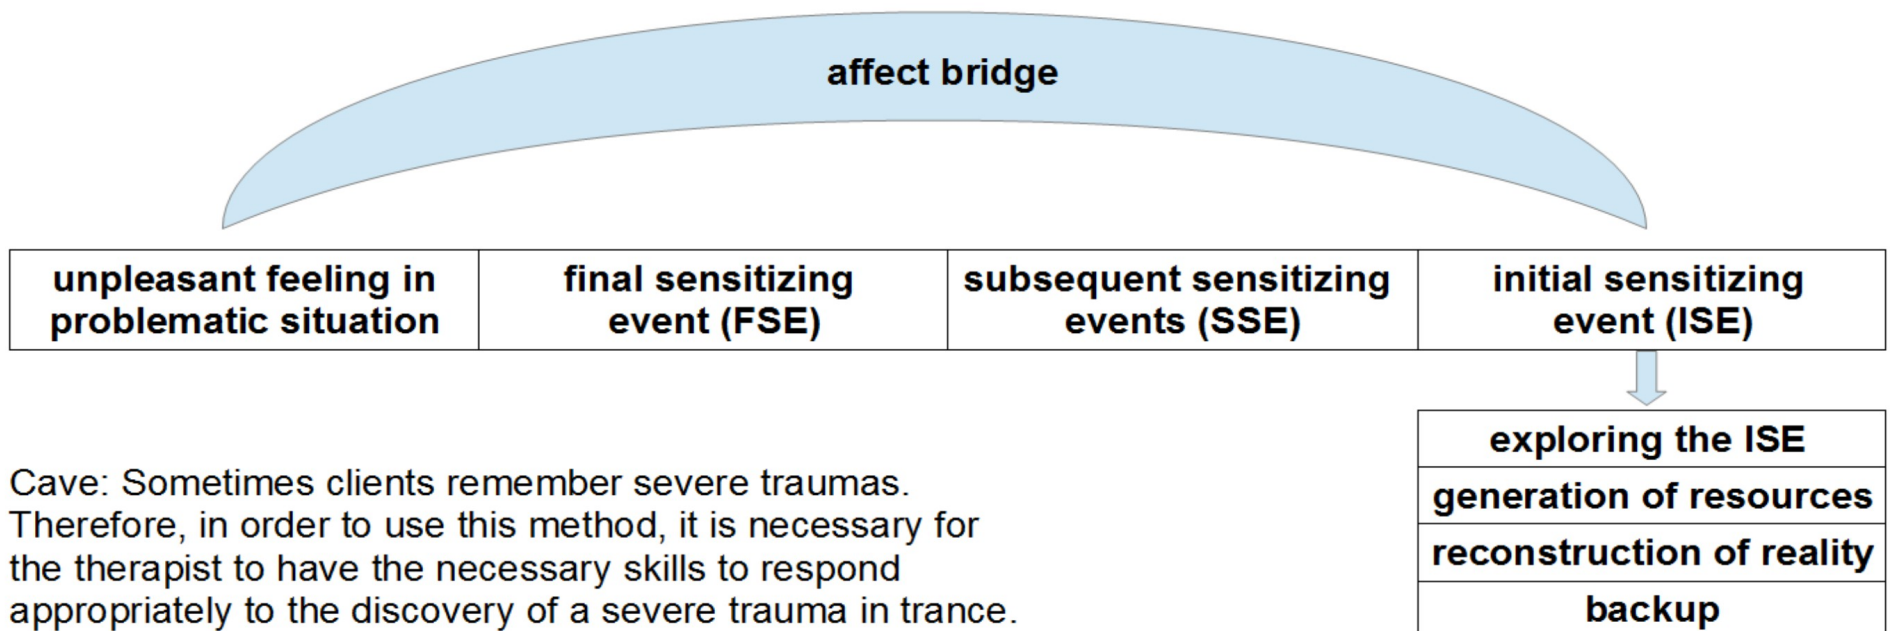 affect bridge
unpleasant feeling in
problematic situation
final sensitizing
event (FSE)
subsequent sensitizing
events (SSE)
initial sensitizing
event (ISE)
exploring the ISE
generation of resources
reconstruction of reality
backup
Cave: Sometimes clients remember severe traumas.
Therefore, in order to use this method, it is necessary for
the therapist to have the necessary skills to respond
appropriately to the discovery of a severe trauma in trance.